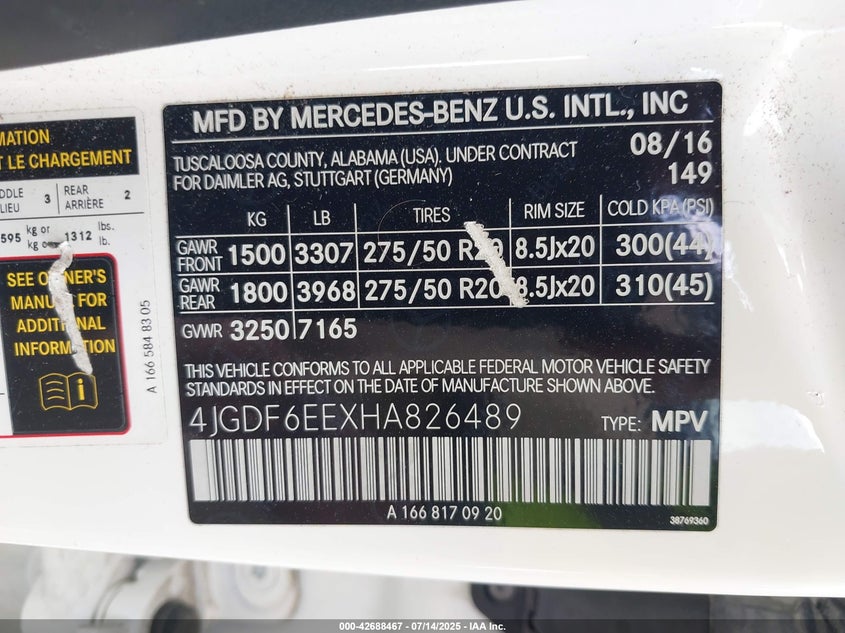 MFD BY MERCEDES-BENZ U.S. INTL., INC
TUSCALOOSA COUNTY, ALABAMA (USA). UNDER CONTRACT
FOR DAIMLER AG, STUTTGART (GERMANY)
08/16
149
KG LB TIRES RIM SIZE COLD KPA (PSI)
GAWR FRONT 1500 3307 275/50 R20 8.5Jx20 300(44)
GAWR REAR 1800 3968 275/50 R20 8.5Jx20 310(45)
GVWR 3250 7165
THIS VEHICLE CONFORMS TO ALL APPLICABLE FEDERAL MOTOR VEHICLE SAFETY
STANDARDS IN EFFECT ON THE DATE OF MANUFACTURE SHOWN ABOVE.
4JGDF6EEXHA826489 TYPE: MPV
A 166 817 09 20
38769360
LE CHARGEMENT
3 REAR ARRIÈRE 2
595 kg or kg ou 1312 lbs. lb.
SEE OWNER'S
MANUAL FOR
ADDITIONAL
INFORMATION
A 166 584 83 05
000-42688467 - 07/14/2025 - IAA Inc.